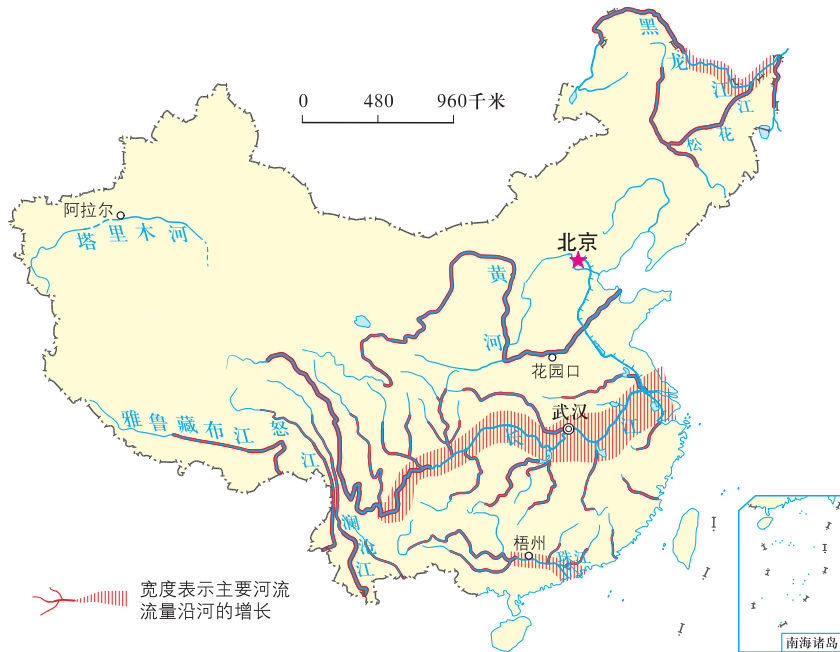 黑龙江
0 480 960千米
松花江
阿拉尔
塔里木河
北京
黄河
花园口
雅鲁藏布江
怒江
武汉
长江
澜沧江
梧州
珠江
宽度表示主要河流
流量沿河的增长
南海诸岛